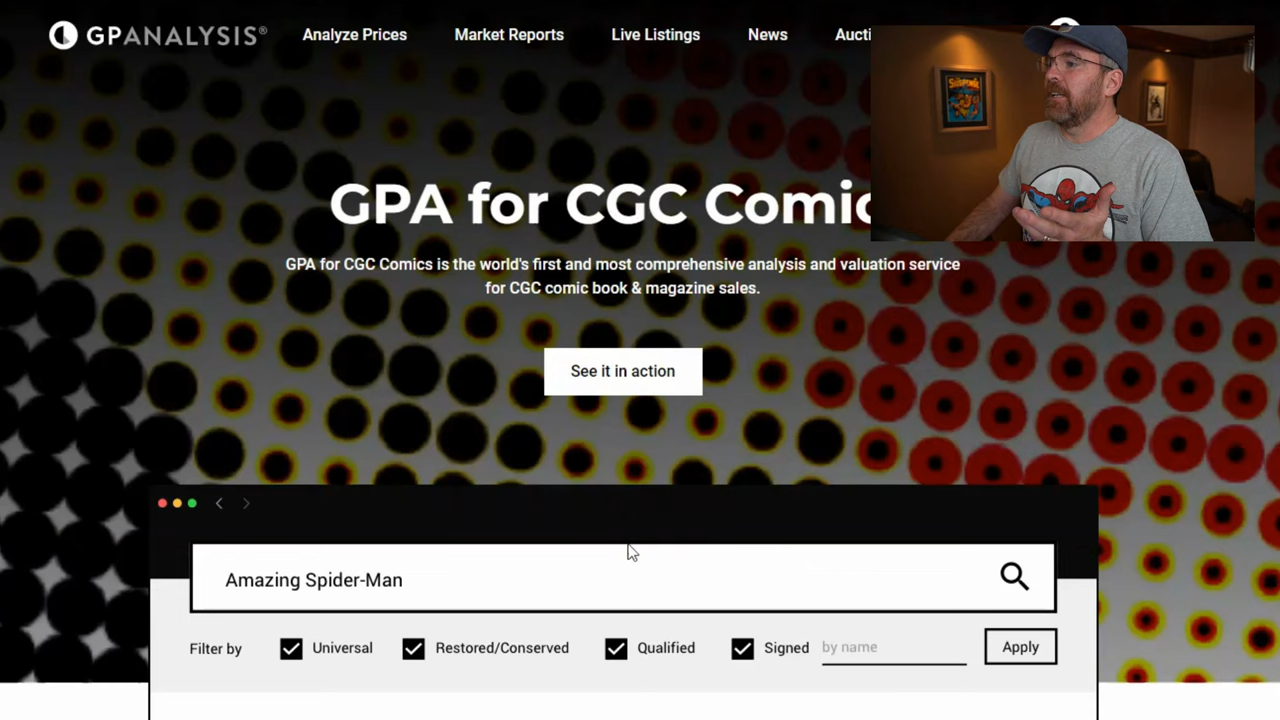 GPANALYSIS®
Analyze Prices
Market Reports
Live Listings
News
Aucti
GPA for CGC Comic
GPA for CGC Comics is the world's first and most comprehensive analysis and valuation service
for CGC comic book & magazine sales.
See it in action
Amazing Spider-Man
Filter by
Universal
Restored/Conserved
Qualified
Signed
by name
Apply